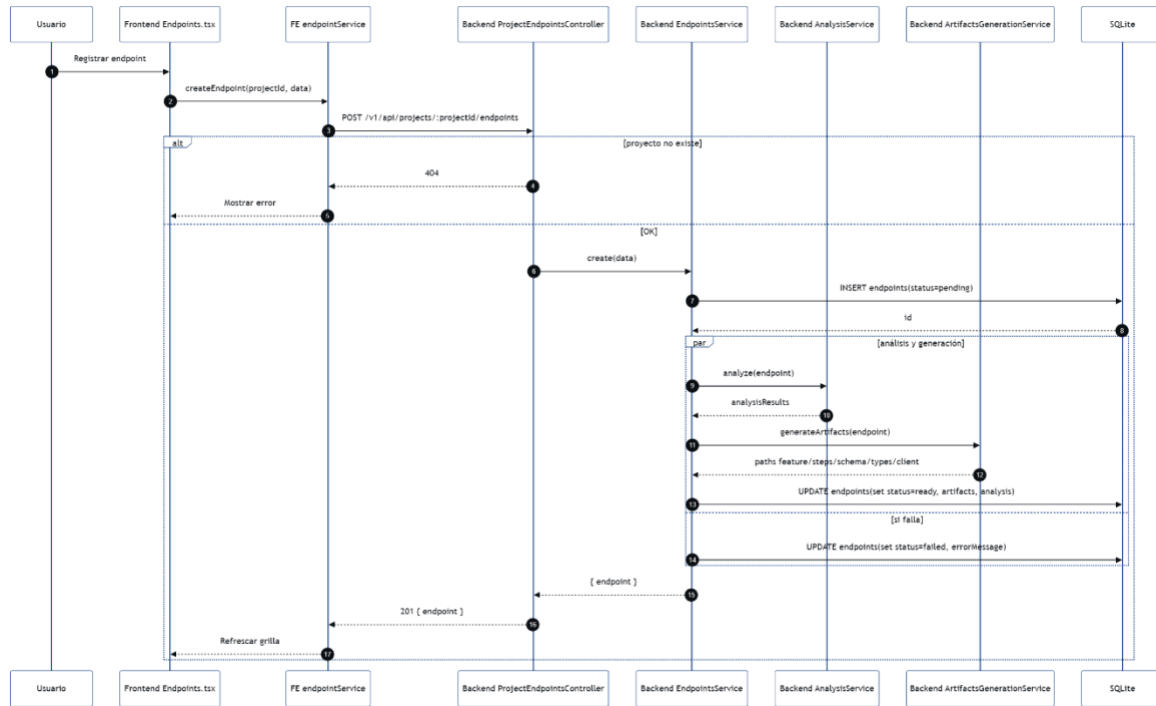 Usuario
Frontend Endpoints.tsx
FE endpointService
Backend ProjectEndpointsController
Backend EndpointsService
Backend AnalysisService
Backend ArtifactsGenerationService
SQLite
Registrar endpoint
1
createEndpoint(projectId, data)
2
POST /v1/api/projects/:projectId/endpoints
3
alt
[proyecto no existe]
404
4
Mostrar error
5
[OK]
create(data)
6
INSERT endpoints(status=pending)
7
id
8
par
[análisis y generación]
analyze(endpoint)
9
analysisResults
10
generateArtifacts(endpoint)
11
paths feature/steps/schema/types/client
12
UPDATE endpoints(set status=ready, artifacts, analysis)
13
[si falla]
UPDATE endpoints(set status=failed, errorMessage)
14
{ endpoint }
15
201 { endpoint }
16
Refrescar grilla
17
Usuario
Frontend Endpoints.tsx
FE endpointService
Backend ProjectEndpointsController
Backend EndpointsService
Backend AnalysisService
Backend ArtifactsGenerationService
SQLite